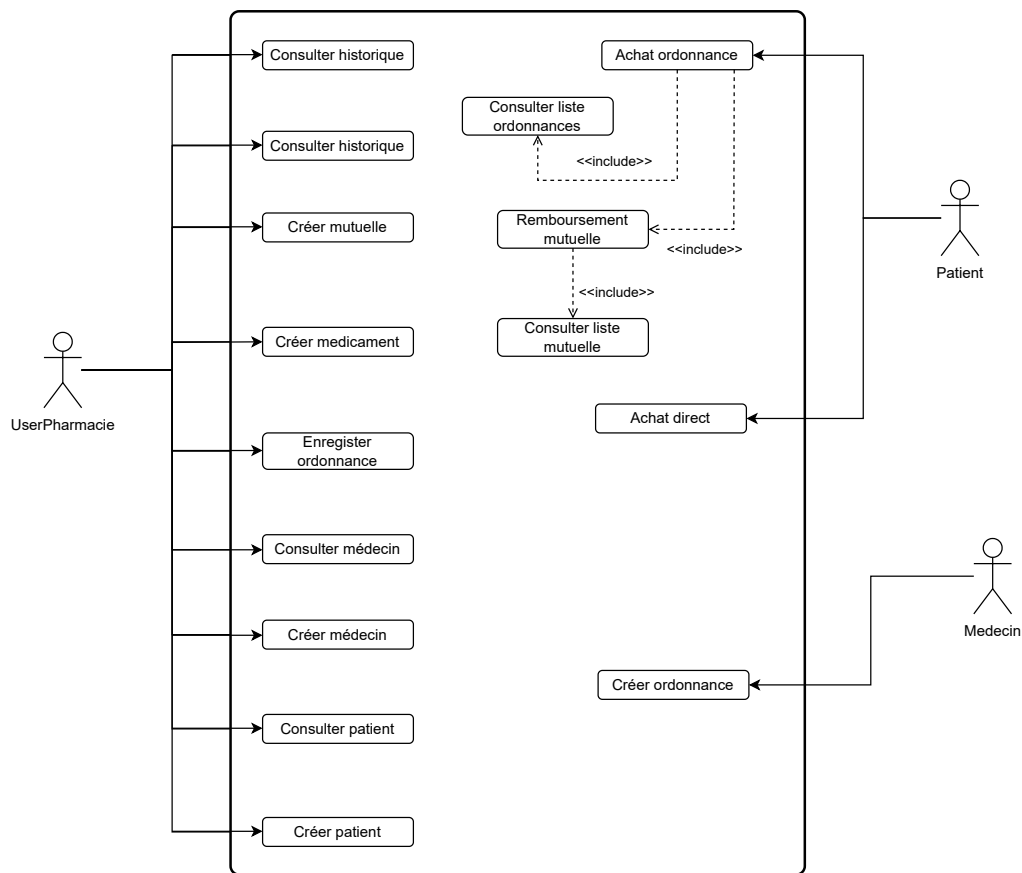 Consulter historique
Achat ordonnance
Consulter liste
ordonnances
Consulter historique
<<include>>
Créer mutuelle
Remboursement
mutuelle
<<include>>
Patient
<<include>>
Créer medicament
Consulter liste
mutuelle
UserPharmacie
Achat direct
Enregister
ordonnance
Consulter médecin
Créer médecin
Medecin
Créer ordonnance
Consulter patient
Créer patient